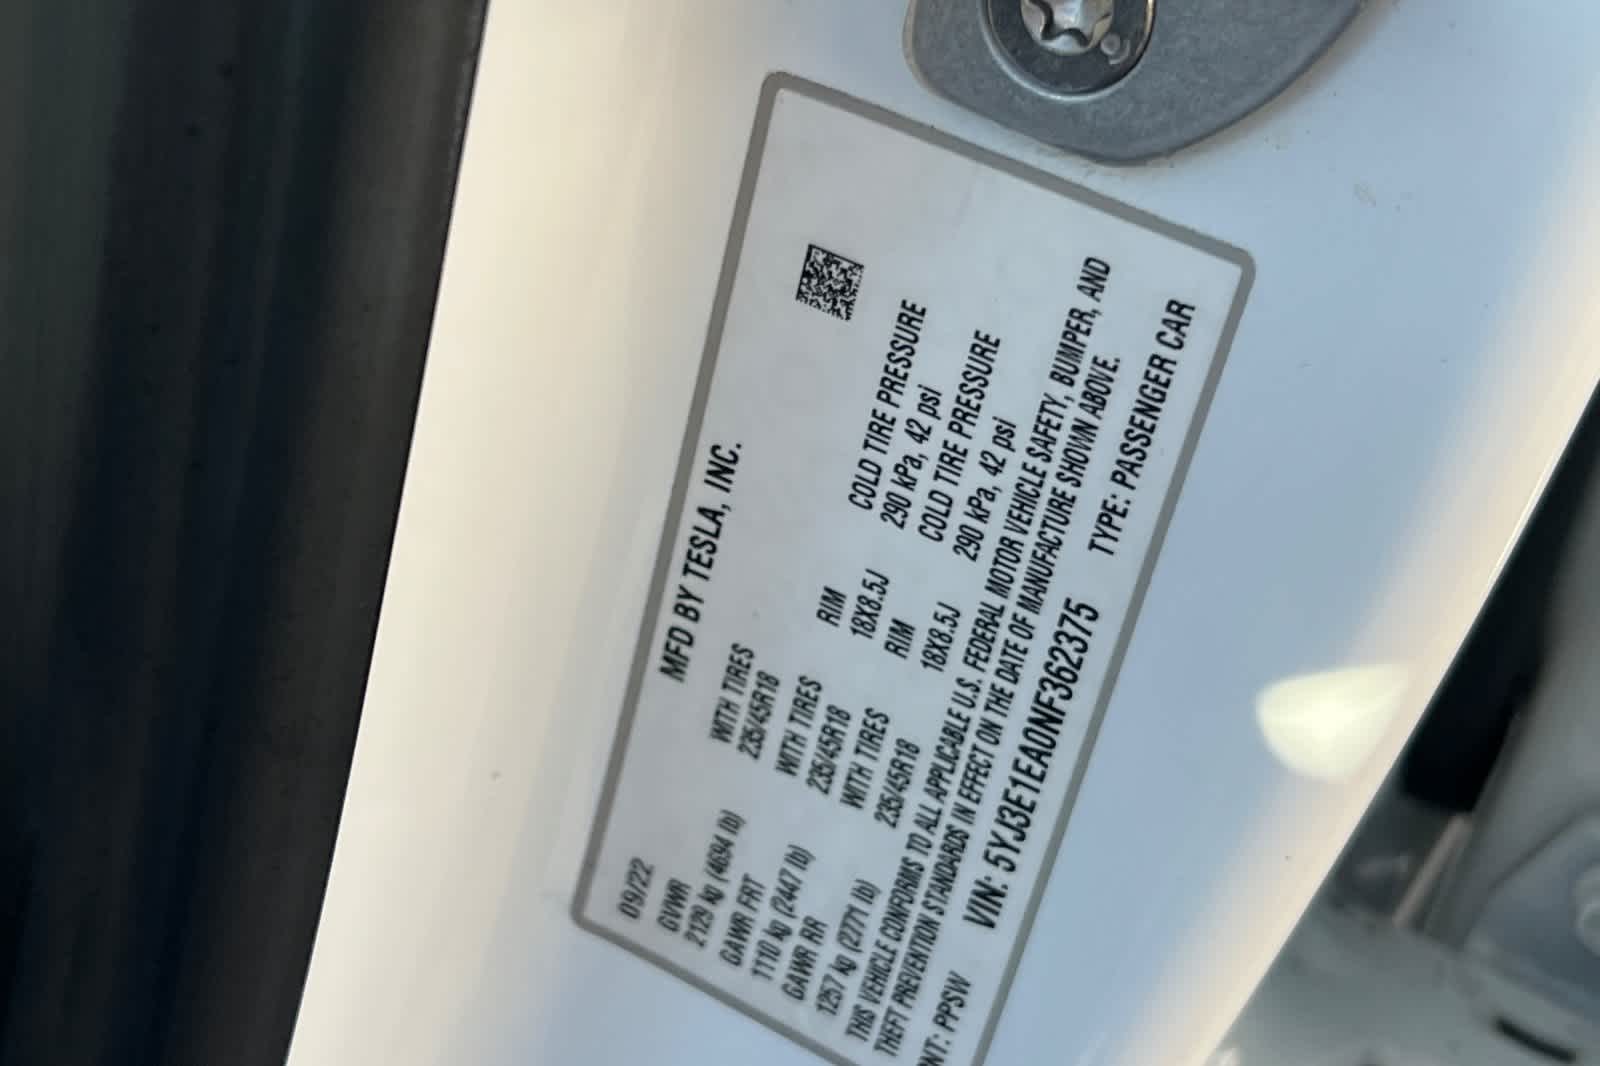 MFD BY TESLA, INC.
09/22
GVWR
2129 kg (4694 lb)
WITH TIRES
235/45R18
GAWR FRT
1110 kg (2447 lb)
WITH TIRES
235/45R18
RIM
18X8.5J
COLD TIRE PRESSURE
290 kPa, 42 psi
GAWR RR
1257 kg (2771 lb)
WITH TIRES
235/45R18
RIM
18X8.5J
COLD TIRE PRESSURE
290 kPa, 42 psi
THIS VEHICLE CONFORMS TO ALL APPLICABLE U.S. FEDERAL MOTOR VEHICLE SAFETY, BUMPER, AND
THEFT PREVENTION STANDARDS IN EFFECT ON THE DATE OF MANUFACTURE SHOWN ABOVE.
NT: PPSW VIN: 5YJ3E1EA0NF362375 TYPE: PASSENGER CAR